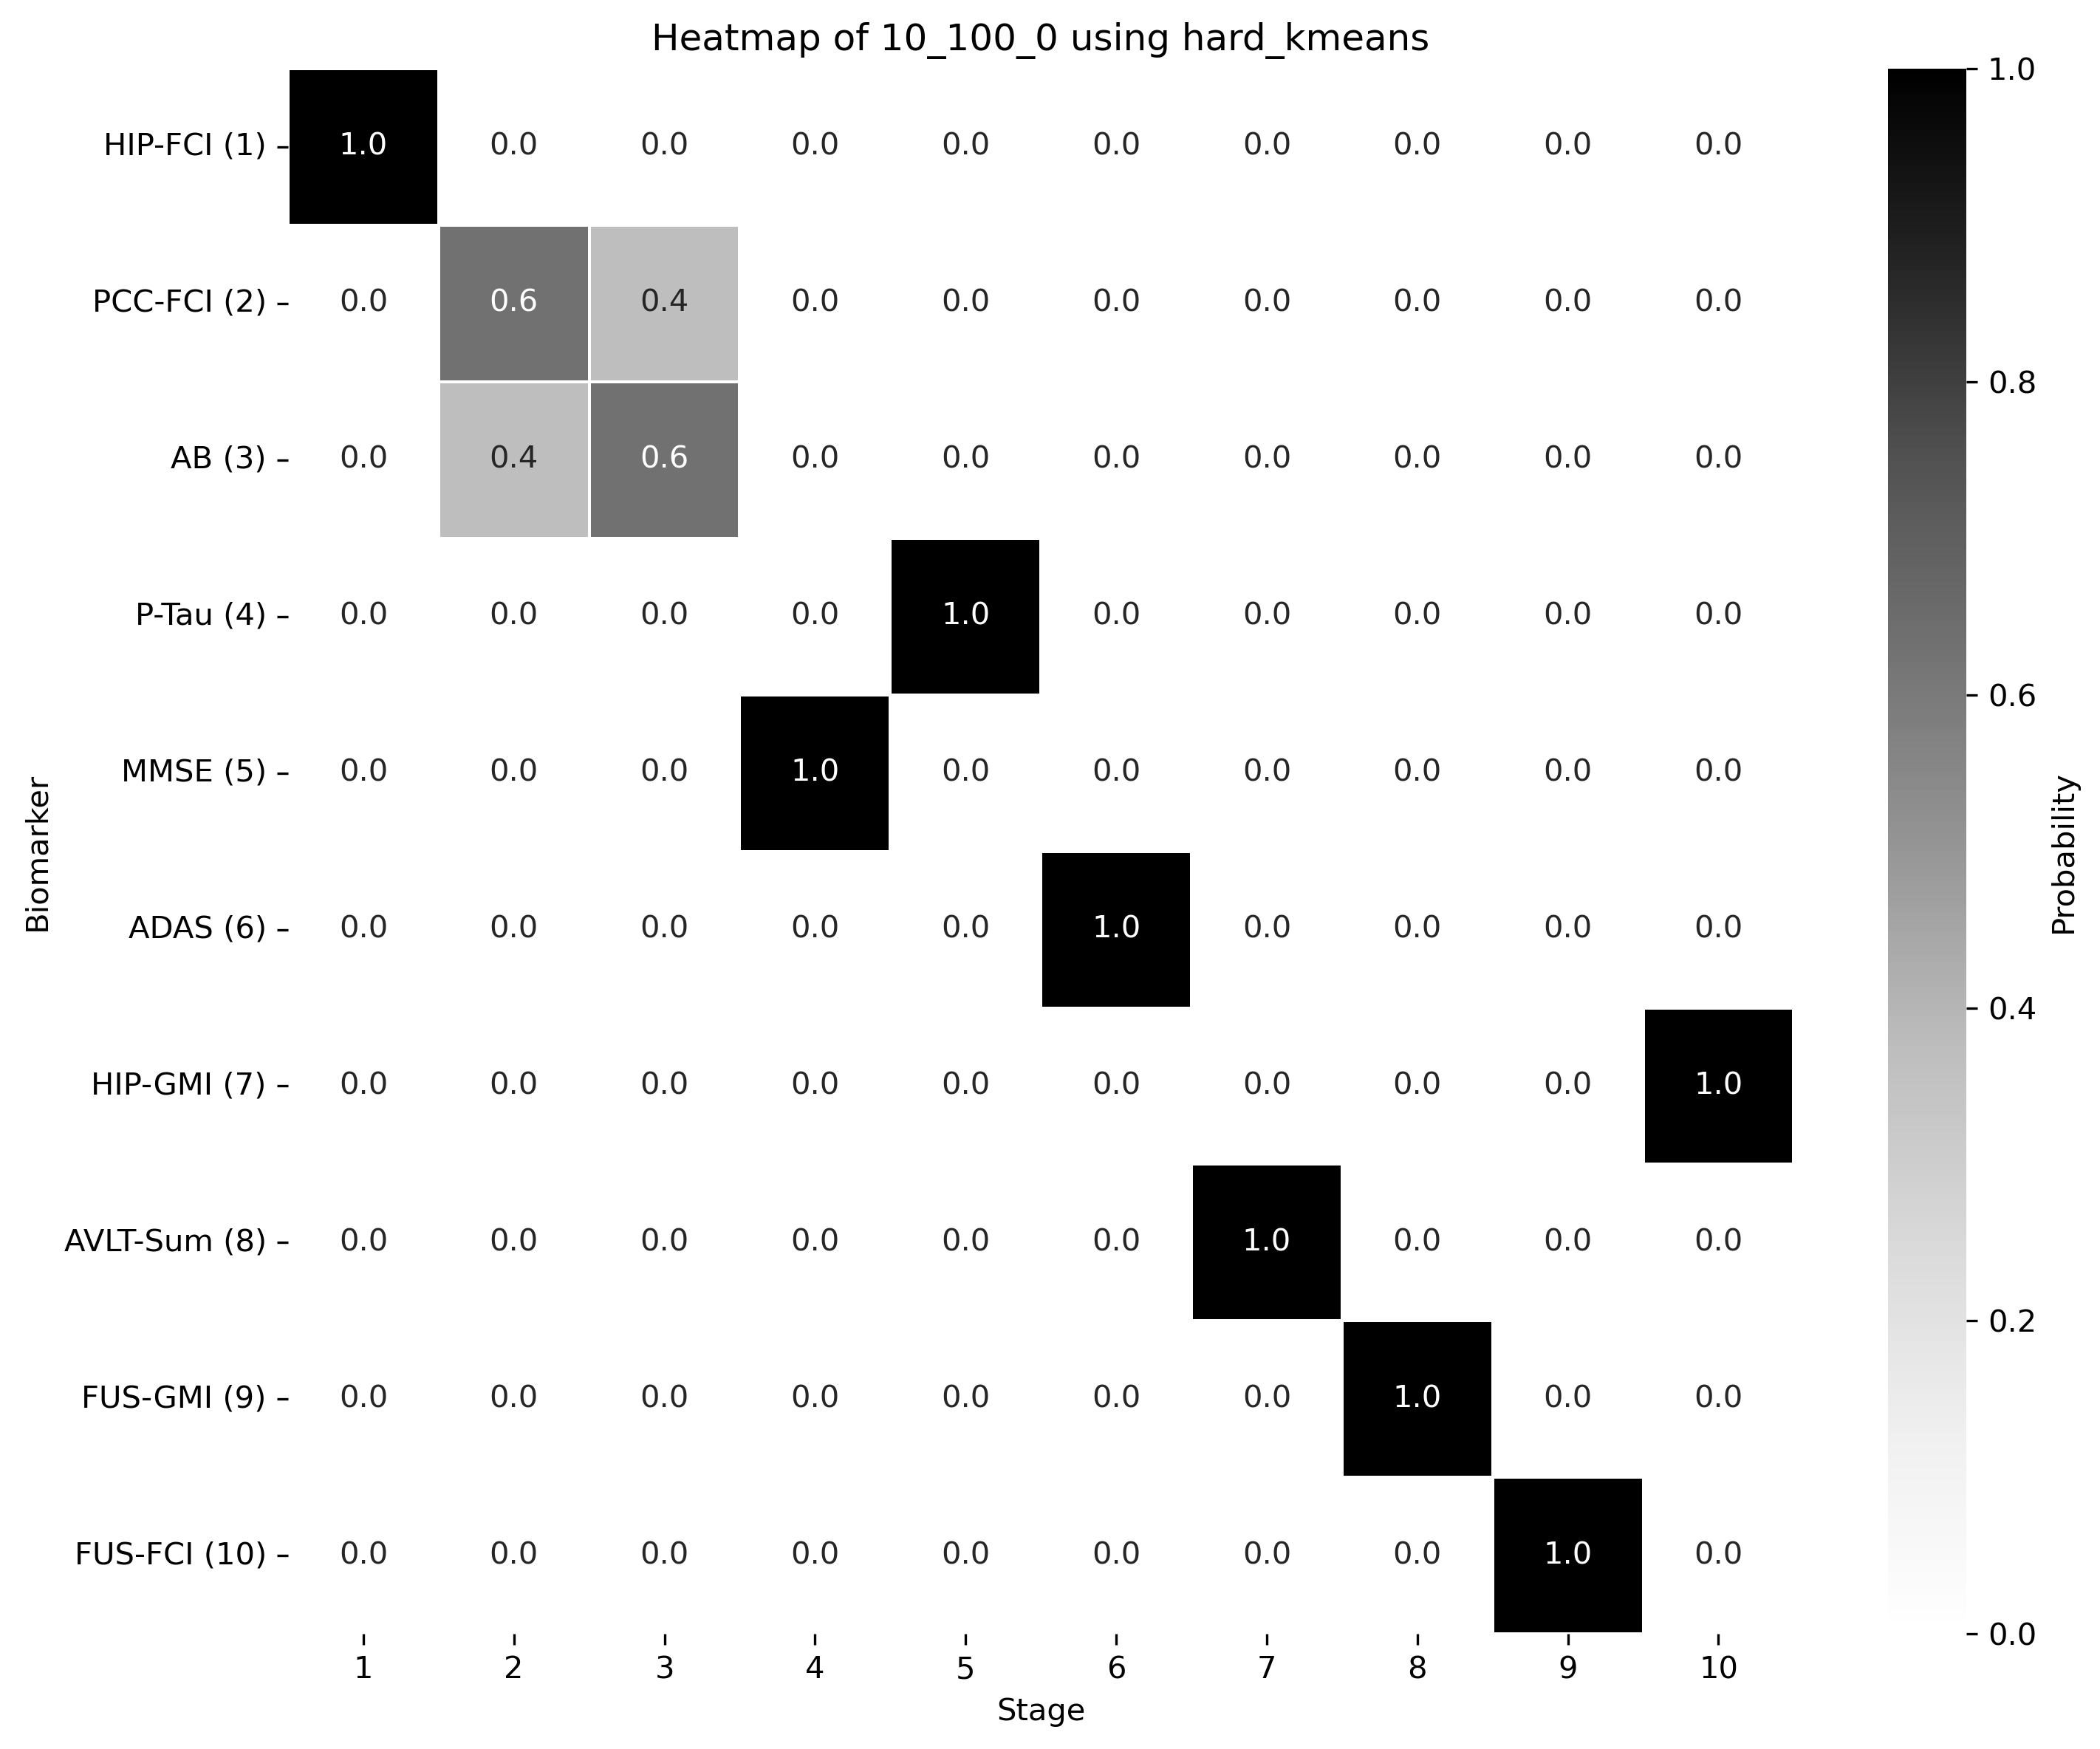 Heatmap of 10_100_0 using hard_kmeans
HIP-FCI (1) 1.0 0.0 0.0 0.0 0.0 0.0 0.0 0.0 0.0 0.0
PCC-FCI (2) 0.0 0.6 0.4 0.0 0.0 0.0 0.0 0.0 0.0 0.0
AB (3) 0.0 0.4 0.6 0.0 0.0 0.0 0.0 0.0 0.0 0.0
P-Tau (4) 0.0 0.0 0.0 0.0 1.0 0.0 0.0 0.0 0.0 0.0
MMSE (5) 0.0 0.0 0.0 1.0 0.0 0.0 0.0 0.0 0.0 0.0
ADAS (6) 0.0 0.0 0.0 0.0 0.0 1.0 0.0 0.0 0.0 0.0
HIP-GMI (7) 0.0 0.0 0.0 0.0 0.0 0.0 0.0 0.0 0.0 1.0
AVLT-Sum (8) 0.0 0.0 0.0 0.0 0.0 0.0 1.0 0.0 0.0 0.0
FUS-GMI (9) 0.0 0.0 0.0 0.0 0.0 0.0 0.0 1.0 0.0 0.0
FUS-FCI (10) 0.0 0.0 0.0 0.0 0.0 0.0 0.0 0.0 1.0 0.0
1 2 3 4 5 6 7 8 9 10
Stage
Biomarker
1.0
0.8
0.6
0.4
0.2
0.0
Probability